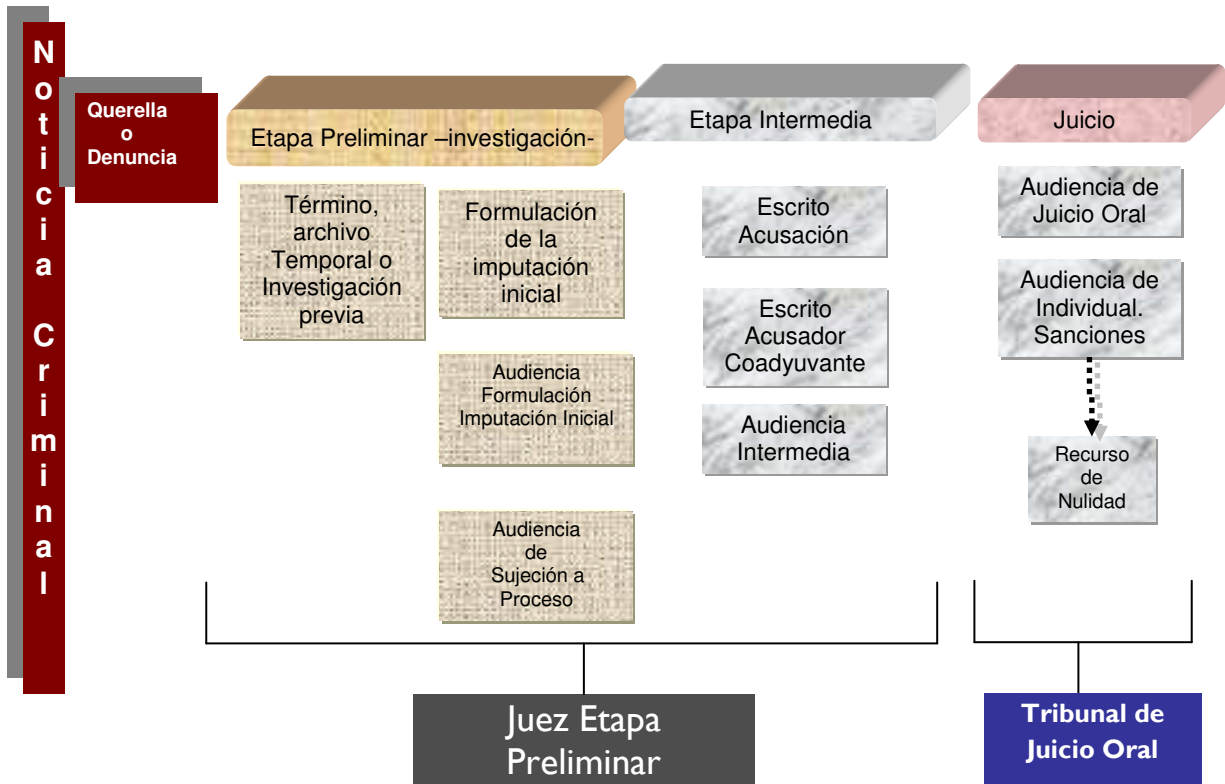 Noticia Criminal
Querella
o
Denuncia
Etapa Preliminar –investigación-
Etapa Intermedia
Juicio
Término,
archivo
Temporal o
Investigación
previa
Formulación
de la
imputación
inicial
Audiencia
Formulación
Imputación Inicial
Audiencia
de
Sujeción a
Proceso
Escrito
Acusación
Escrito
Acusador
Coadyuvante
Audiencia
Intermedia
Audiencia de
Juicio Oral
Audiencia de
Individual.
Sanciones
Recurso
de
Nulidad
Juez Etapa
Preliminar
Tribunal de
Juicio Oral